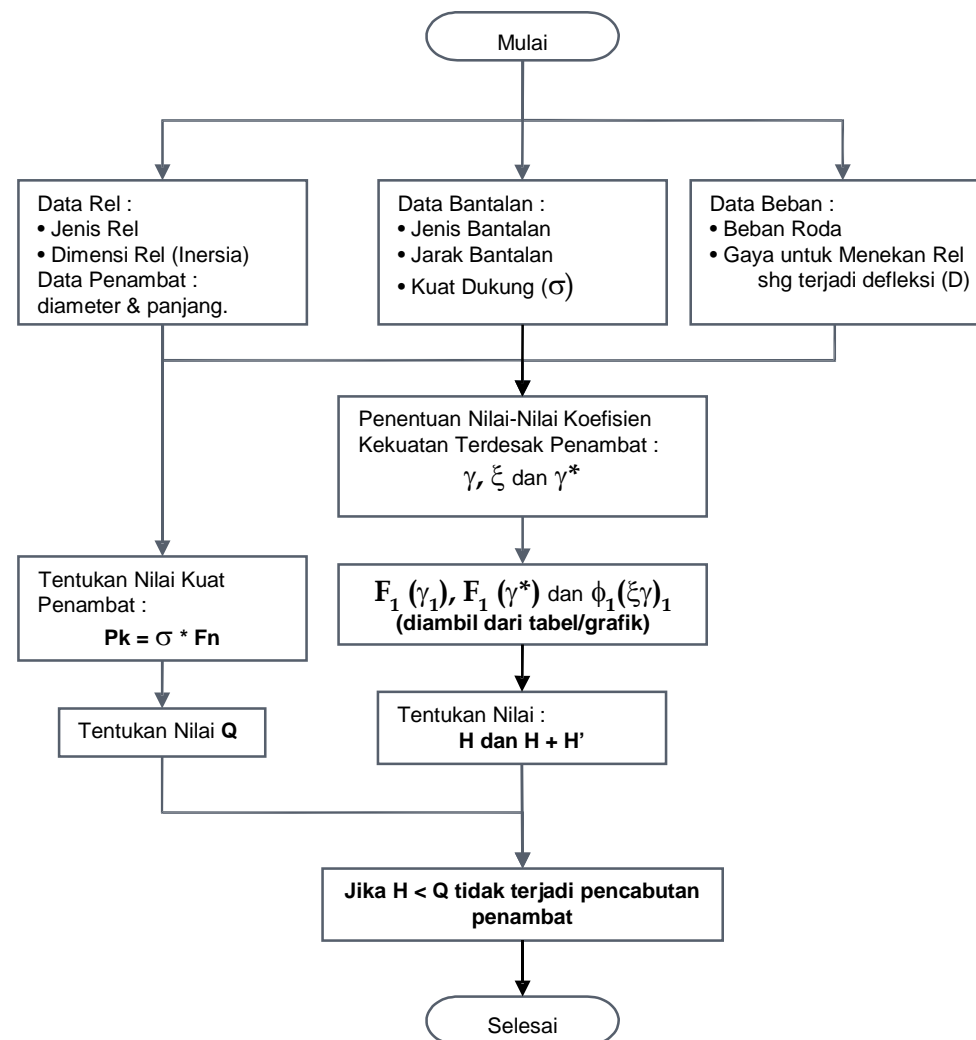 Mulai
Data Rel :
• Jenis Rel
• Dimensi Rel (Inersia)
Data Penambat :
diameter & panjang.
Data Bantalan :
• Jenis Bantalan
• Jarak Bantalan
• Kuat Dukung (σ)
Data Beban :
• Beban Roda
• Gaya untuk Menekan Rel
shg terjadi defleksi (D)
Penentuan Nilai-Nilai Koefisien
Kekuatan Terdesak Penambat :
γ, ξ dan γ*
Tentukan Nilai Kuat
Penambat :
Pk = σ * Fn
F₁ (γ₁), F₁ (γ*) dan ϕ₁(ξγ)₁
(diambil dari tabel/grafik)
Tentukan Nilai Q
Tentukan Nilai :
H dan H + H’
Jika H < Q tidak terjadi pencabutan
penambat
Selesai